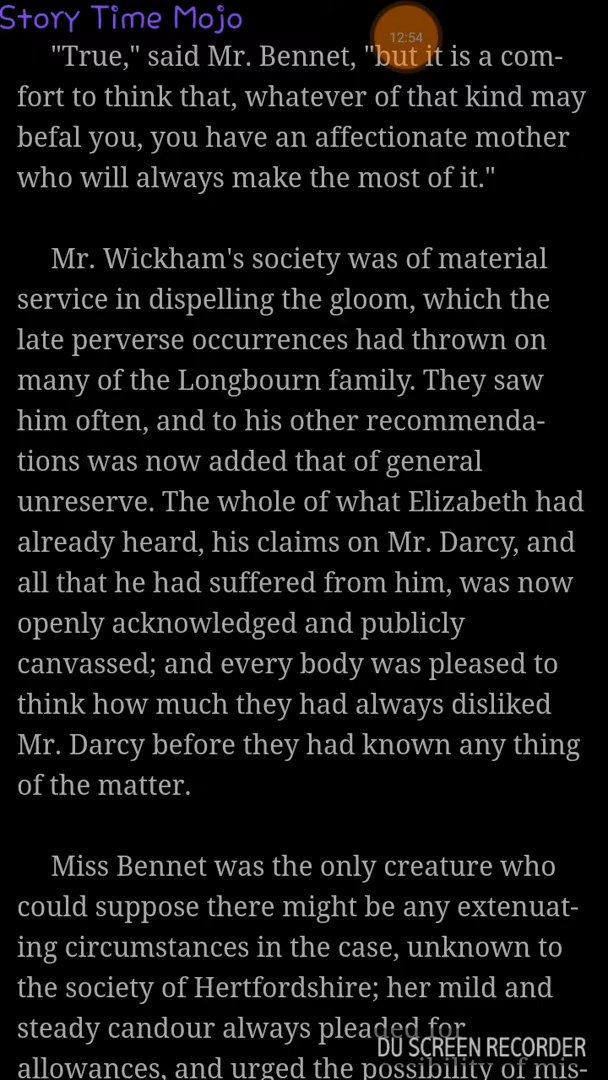 Story Time Mojo
12:54
"True," said Mr. Bennet, "but it is a com-
fort to think that, whatever of that kind may
befal you, you have an affectionate mother
who will always make the most of it."
Mr. Wickham's society was of material
service in dispelling the gloom, which the
late perverse occurrences had thrown on
many of the Longbourn family. They saw
him often, and to his other recommenda-
tions was now added that of general
unreserve. The whole of what Elizabeth had
already heard, his claims on Mr. Darcy, and
all that he had suffered from him, was now
openly acknowledged and publicly
canvassed; and every body was pleased to
think how much they had always disliked
Mr. Darcy before they had known any thing
of the matter.
Miss Bennet was the only creature who
could suppose there might be any extenuat-
ing circumstances in the case, unknown to
the society of Hertfordshire; her mild and
steady candour always pleaded for
DU SCREEN RECORDER
allowances, and urged the possibility of mis-